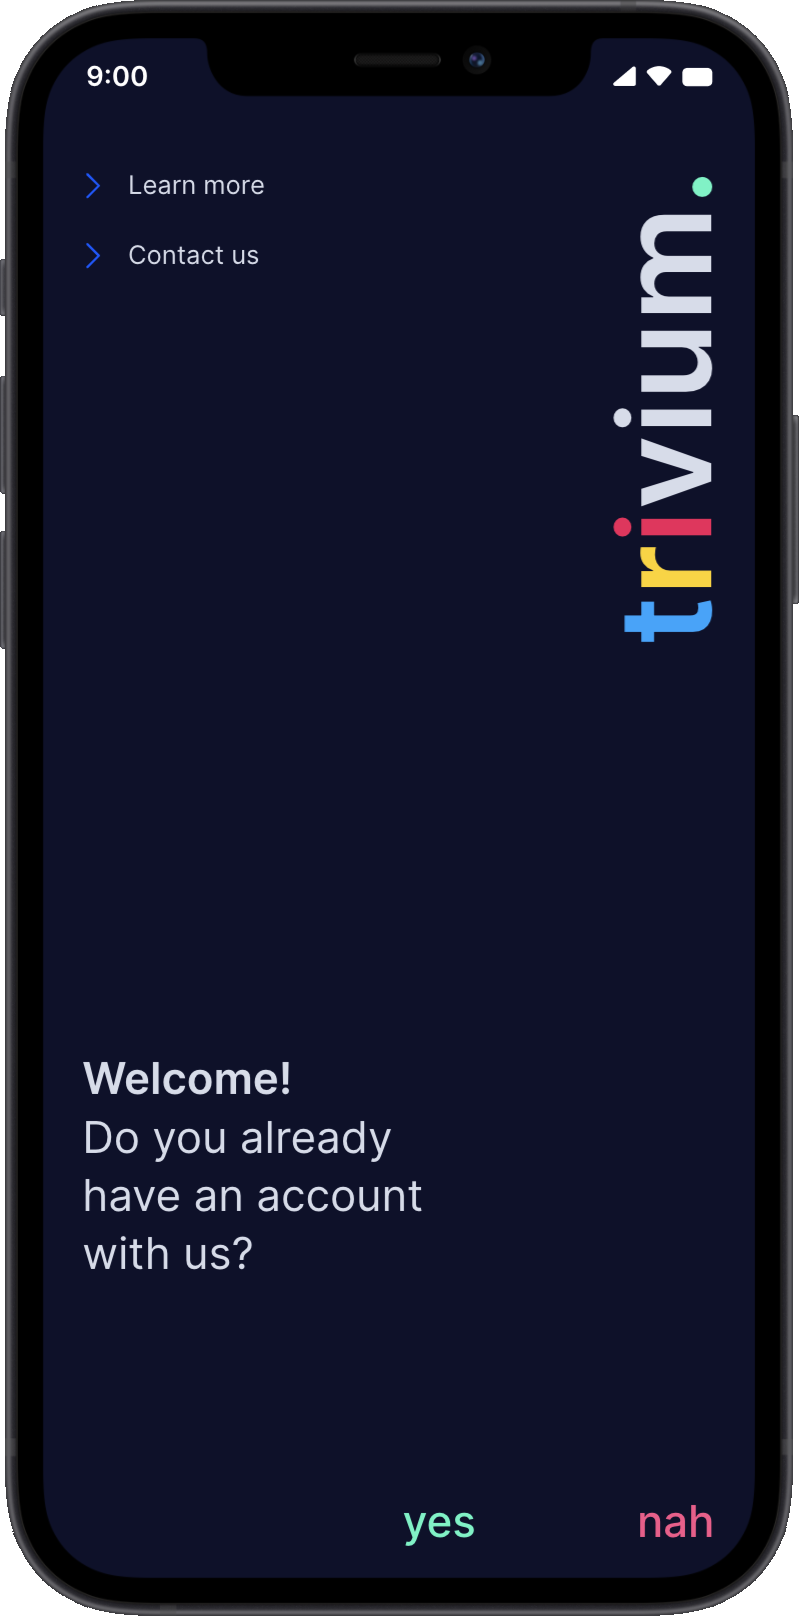 9:00
Learn more
Contact us
trivium.
Welcome!
Do you already
have an account
with us?
yes
nah